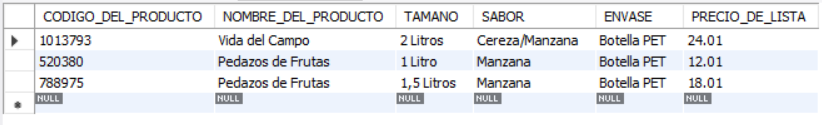 CODIGO_DEL_PRODUCTO NOMBRE_DEL_PRODUCTO TAMANO SABOR ENVASE PRECIO_DE_LISTA
1013793 Vida del Campo 2 Litros Cereza/Manzana Botella PET 24.01
520380 Pedazos de Frutas 1 Litro Manzana Botella PET 12.01
788975 Pedazos de Frutas 1,5 Litros Manzana Botella PET 18.01
NULL NULL NULL NULL NULL NULL